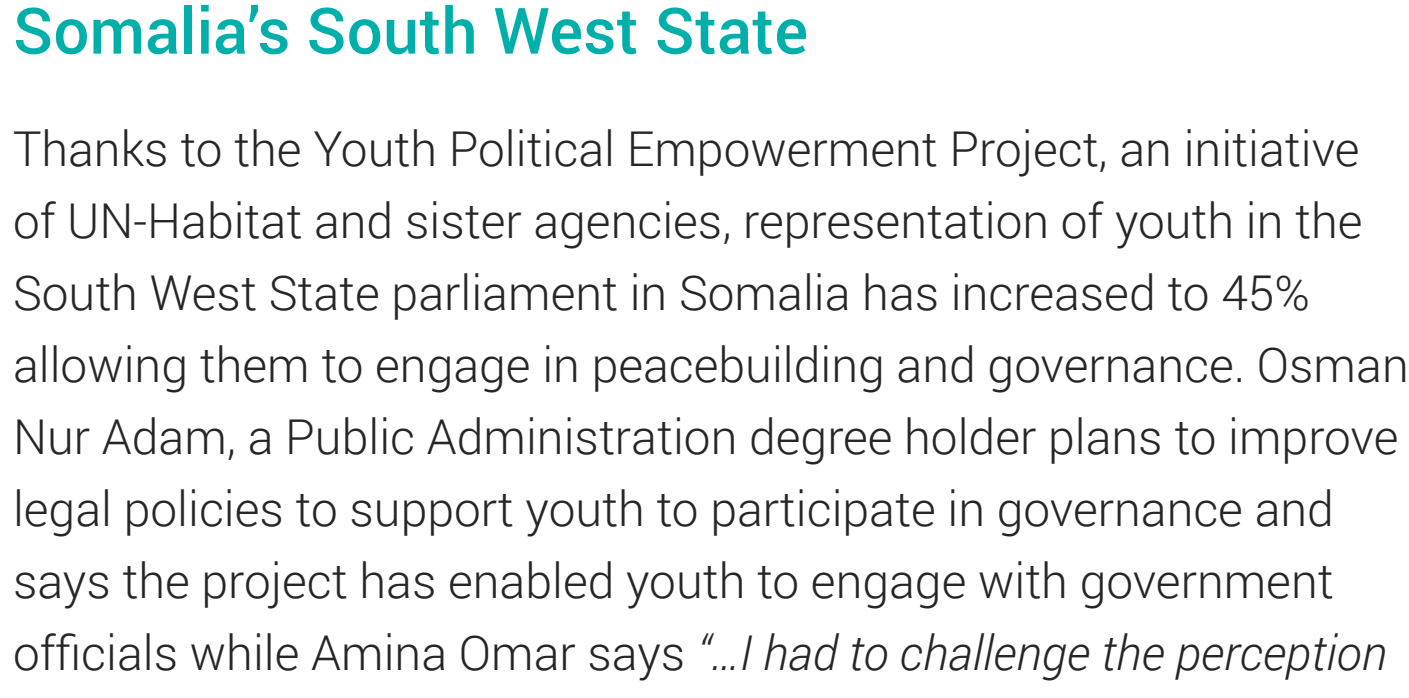 Somalia’s South West State
Thanks to the Youth Political Empowerment Project, an initiative
of UN-Habitat and sister agencies, representation of youth in the
South West State parliament in Somalia has increased to 45%
allowing them to engage in peacebuilding and governance. Osman
Nur Adam, a Public Administration degree holder plans to improve
legal policies to support youth to participate in governance and
says the project has enabled youth to engage with government
officials while Amina Omar says “…I had to challenge the perception